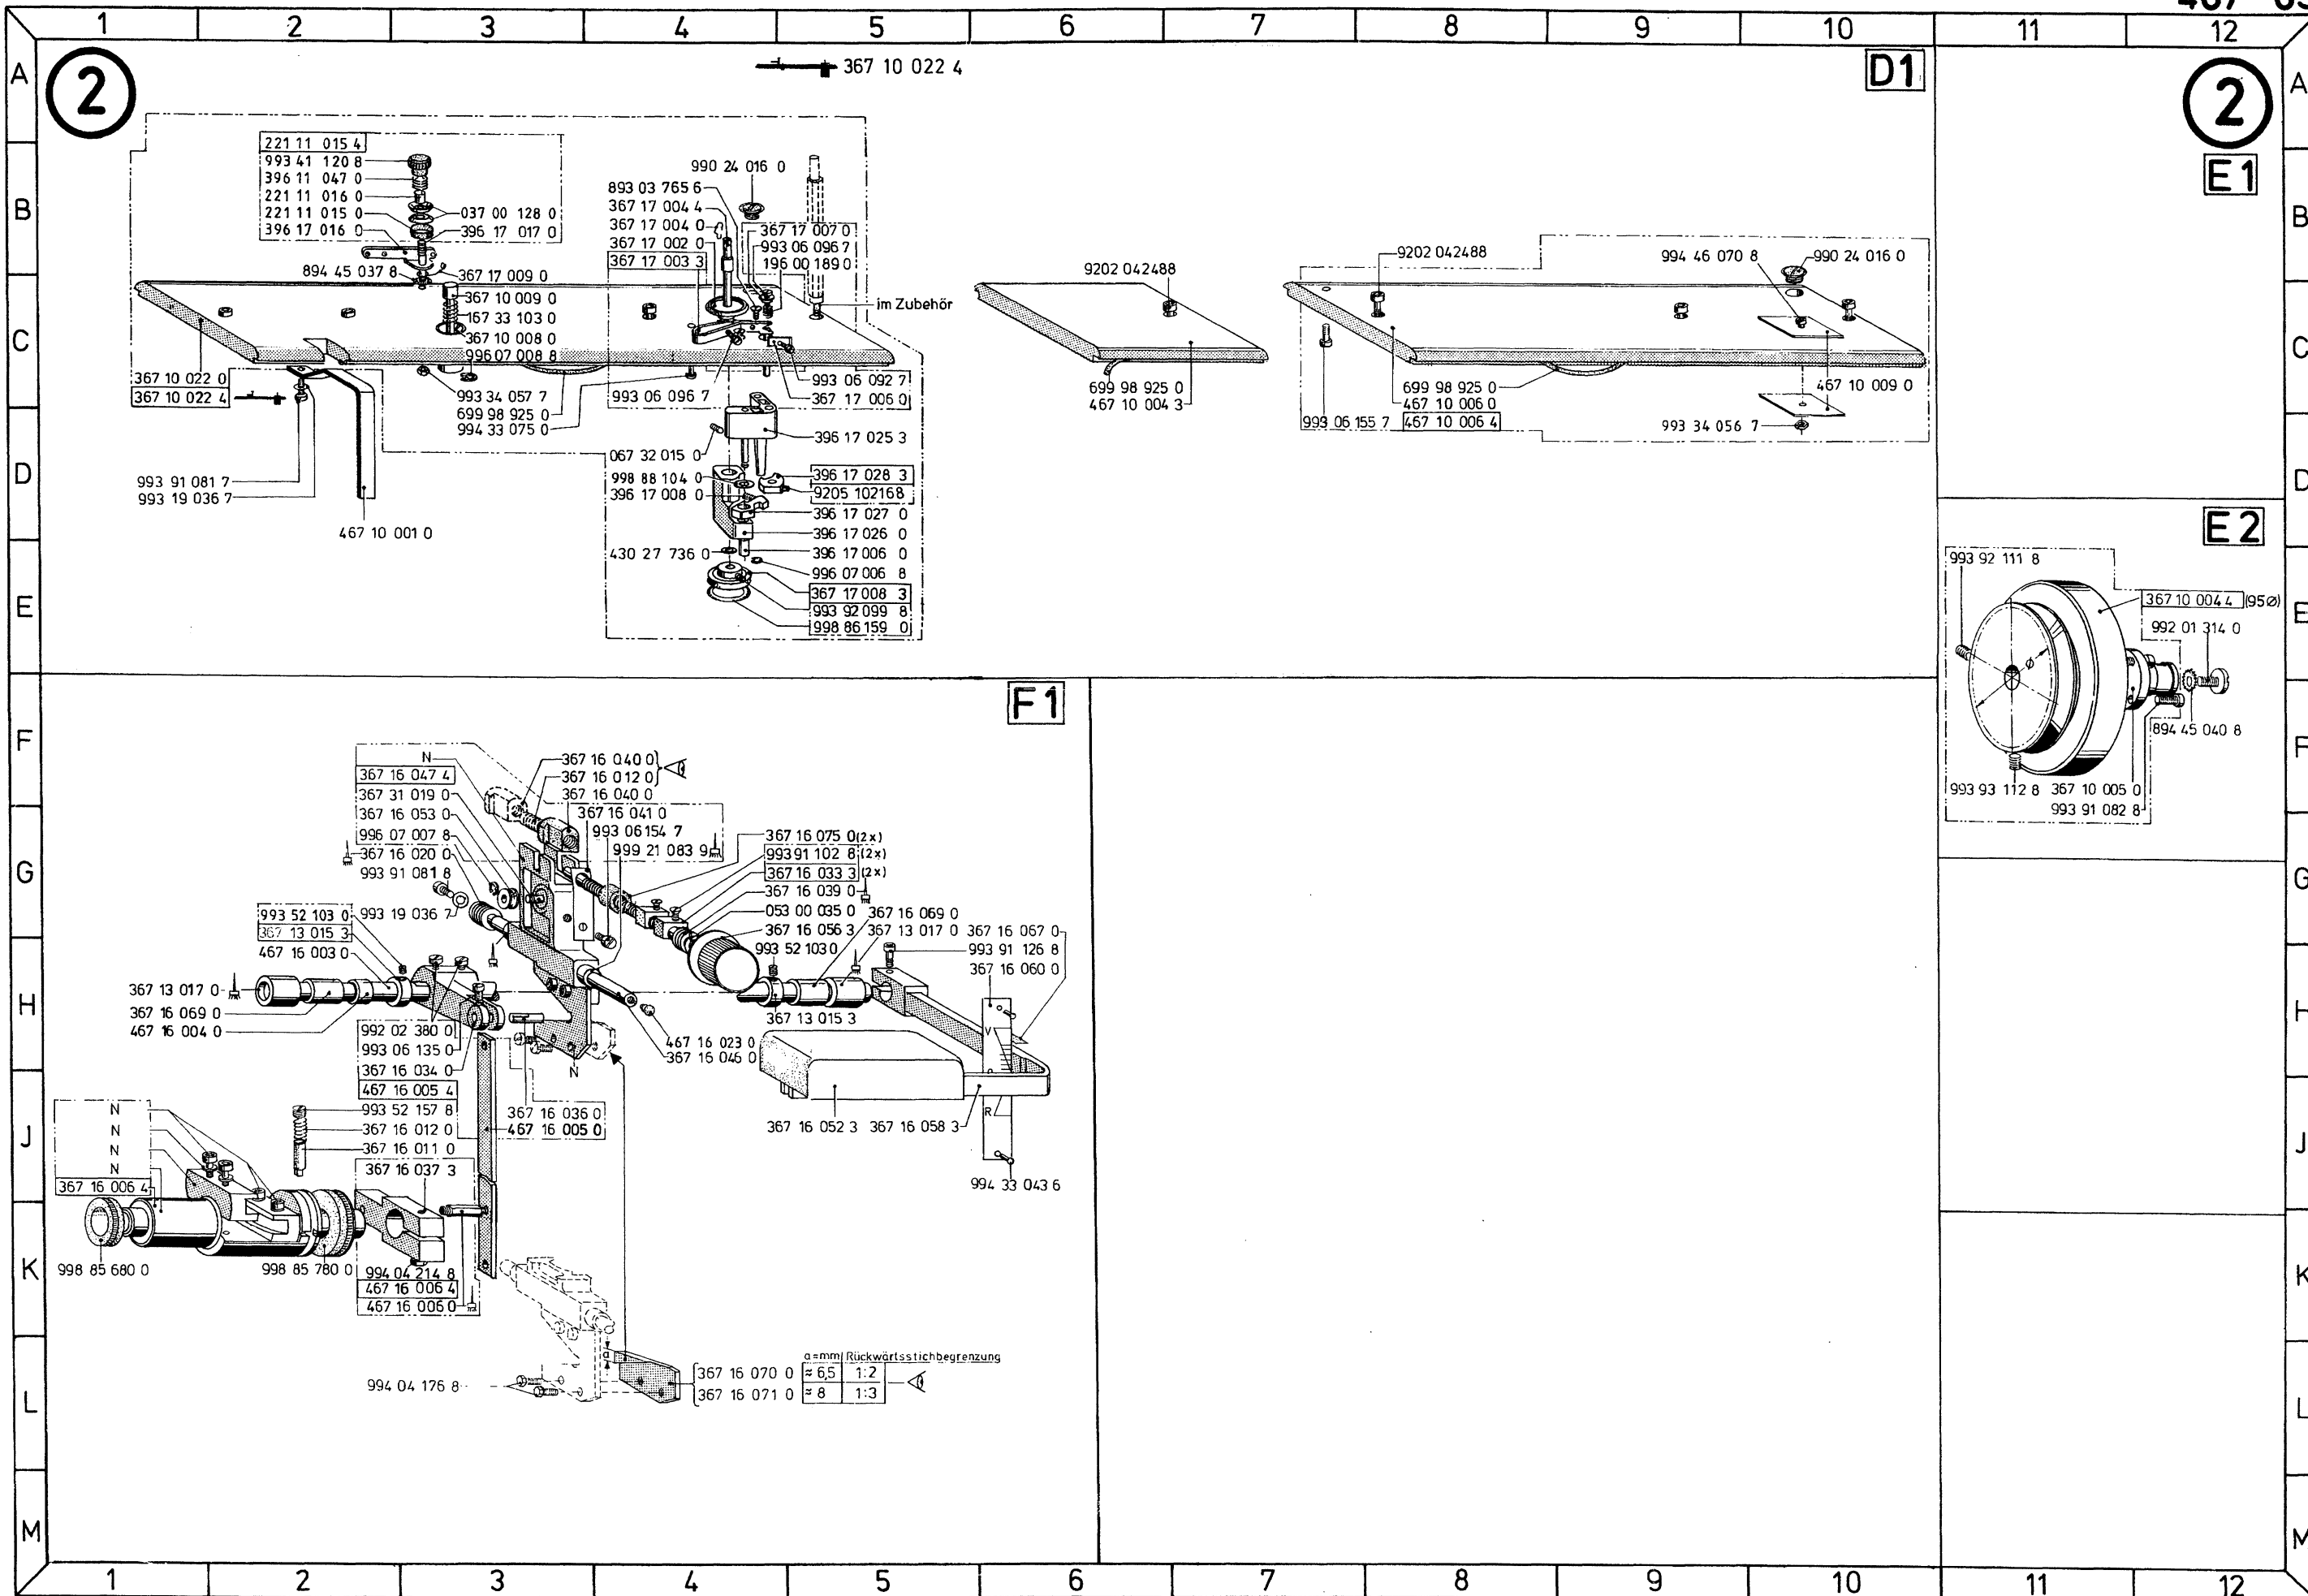 1 2 3 4 5 6 7 8 9 10 11 12
A
2
367 10 022 4
D1
2
A
E1
B
221 11 015 4
993 41 120 8
396 11 047 0
221 11 016 0
221 11 015 0
396 17 016 0
037 00 128 0
396 17 017 0
894 45 037 8
367 17 009 0
367 10 009 0
167 33 103 0
367 10 008 0
996 07 008 8
990 24 016 0
893 03 765 6
367 17 004 4
367 17 004 0
367 17 002 0
367 17 003 3
367 17 007 0
993 06 096 7
196 00 189 0
im Zubehör
B
9202 042488
9202 042488
994 46 070 8
990 24 016 0
C
367 10 022 0
367 10 022 4
993 34 057 7
699 98 925 0
994 33 075 0
993 06 096 7
993 06 092 7
367 17 006 0
699 98 925 0
467 10 004 3
699 98 925 0
467 10 006 0
467 10 006 4
993 06 155 7
467 10 009 0
993 34 056 7
C
D
993 91 081 7
993 19 036 7
467 10 001 0
396 17 025 3
067 32 015 0
998 88 104 0
396 17 008 0
396 17 028 3
9205 102168
396 17 027 0
396 17 026 0
430 27 736 0
396 17 006 0
996 07 006 8
367 17 008 3
993 92 099 8
998 86 159 0
D
E
E2
993 92 111 8
367 10 004 4 (95ø)
992 01 314 0
ø
894 45 040 8
993 93 112 8
367 10 005 0
993 91 082 8
E
F
F1
N
367 16 047 4
367 31 019 0
367 16 053 0
996 07 007 8
367 16 020 0
993 91 081 8
993 19 036 7
367 16 040 0
367 16 012 0
367 16 040 0
367 16 041 0
993 06 154 7
999 21 083 9
367 16 075 0 (2x)
993 91 102 8 (2x)
367 16 033 3 (2x)
367 16 039 0
053 00 035 0
367 16 056 3
993 52 103 0
367 16 069 0
367 13 017 0
367 16 067 0
993 91 126 8
367 16 060 0
F
G
G
993 52 103 0
367 13 015 3
467 16 003 0
367 13 017 0
367 16 069 0
467 16 004 0
H
992 02 380 0
993 06 135 0
367 16 034 0
467 16 005 4
993 52 157 8
367 16 012 0
367 16 011 0
367 16 037 3
367 16 036 0
467 16 005 0
N
467 16 023 0
367 16 046 0
367 13 015 3
V
0
R
367 16 052 3
367 16 058 3
994 33 043 6
H
J
N
N
N
N
367 16 006 4
J
K
998 85 680 0
998 85 780 0
994 04 214 8
467 16 006 4
467 16 006 0
K
L
994 04 176 8
a
367 16 070 0
367 16 071 0
a=mm Rückwärtsstichbegrenzung
≈ 6,5 1:2
≈ 8 1:3
L
M
M
1 2 3 4 5 6 7 8 9 10 11 12